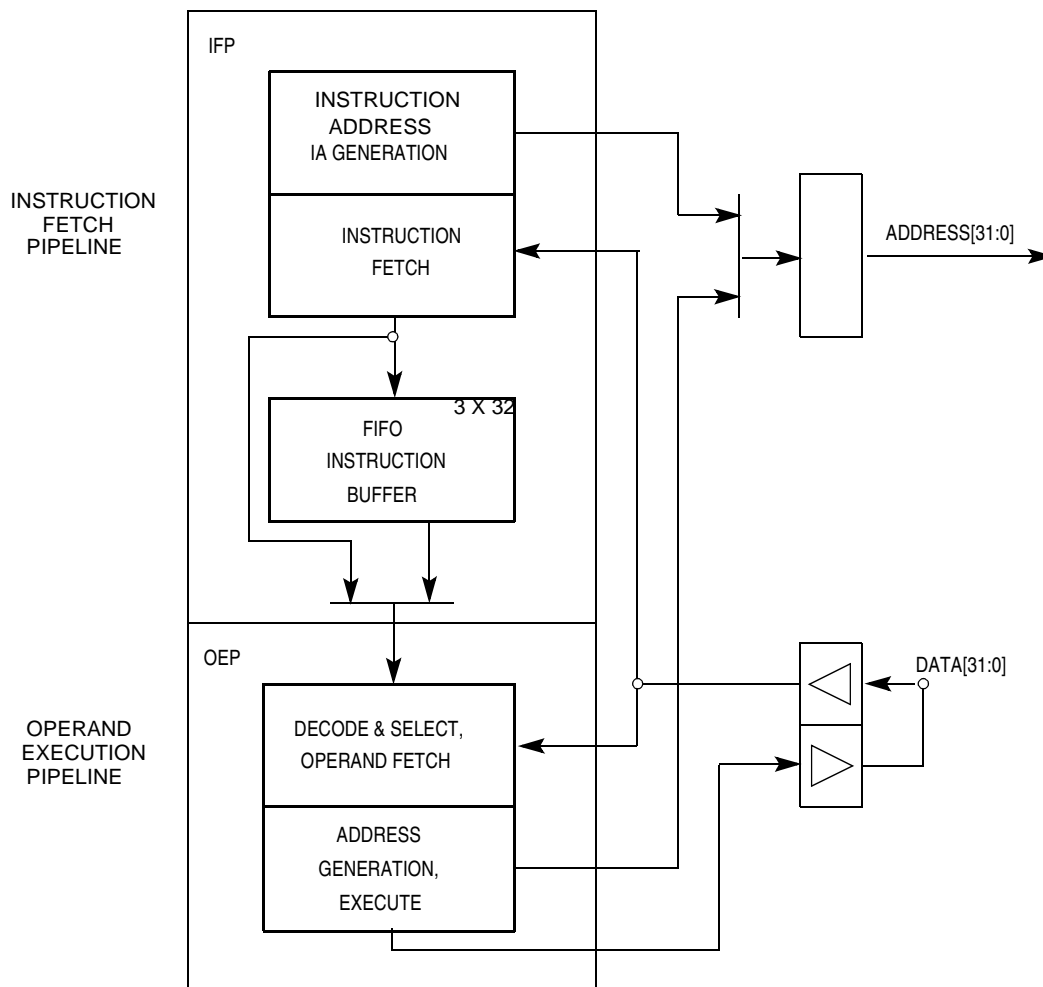 IFP
INSTRUCTION
ADDRESS
IA GENERATION
INSTRUCTION
FETCH
PIPELINE
INSTRUCTION
FETCH
ADDRESS[31:0]
3 X 32
FIFO
INSTRUCTION
BUFFER
OEP
DATA[31:0]
OPERAND
EXECUTION
PIPELINE
DECODE & SELECT,
OPERAND FETCH
ADDRESS
GENERATION,
EXECUTE